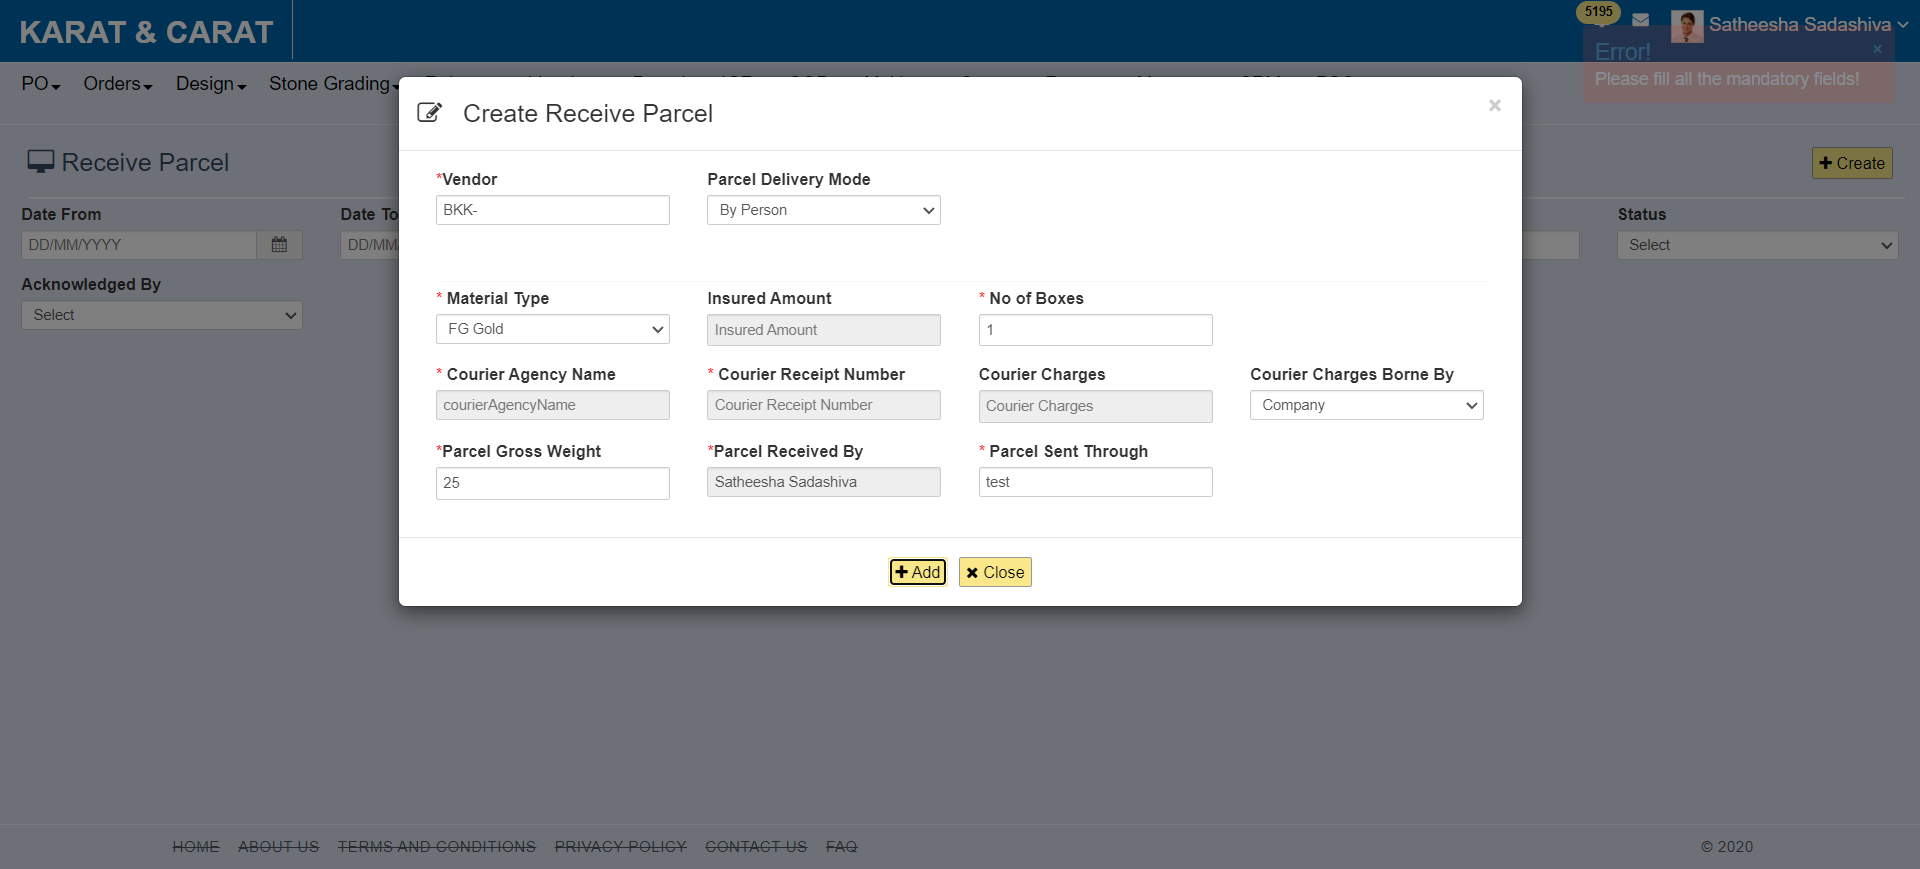 KARAT & CARAT
5195
Satheesha Sadashiva
Error!
×
Please fill all the mandatory fields!
PO
Orders
Design
Stone Grading
Create Receive Parcel
×
Receive Parcel
Create
Date From
Date To
Status
DD/MM/YYYY
DD/MM
Select
Acknowledged By
Select
*Vendor
Parcel Delivery Mode
BKK-
By Person
* Material Type
Insured Amount
* No of Boxes
FG Gold
Insured Amount
1
* Courier Agency Name
* Courier Receipt Number
Courier Charges
Courier Charges Borne By
courierAgencyName
Courier Receipt Number
Courier Charges
Company
*Parcel Gross Weight
*Parcel Received By
* Parcel Sent Through
25
Satheesha Sadashiva
test
Add
Close
HOME
ABOUT US
TERMS AND CONDITIONS
PRIVACY POLICY
CONTACT US
FAQ
© 2020